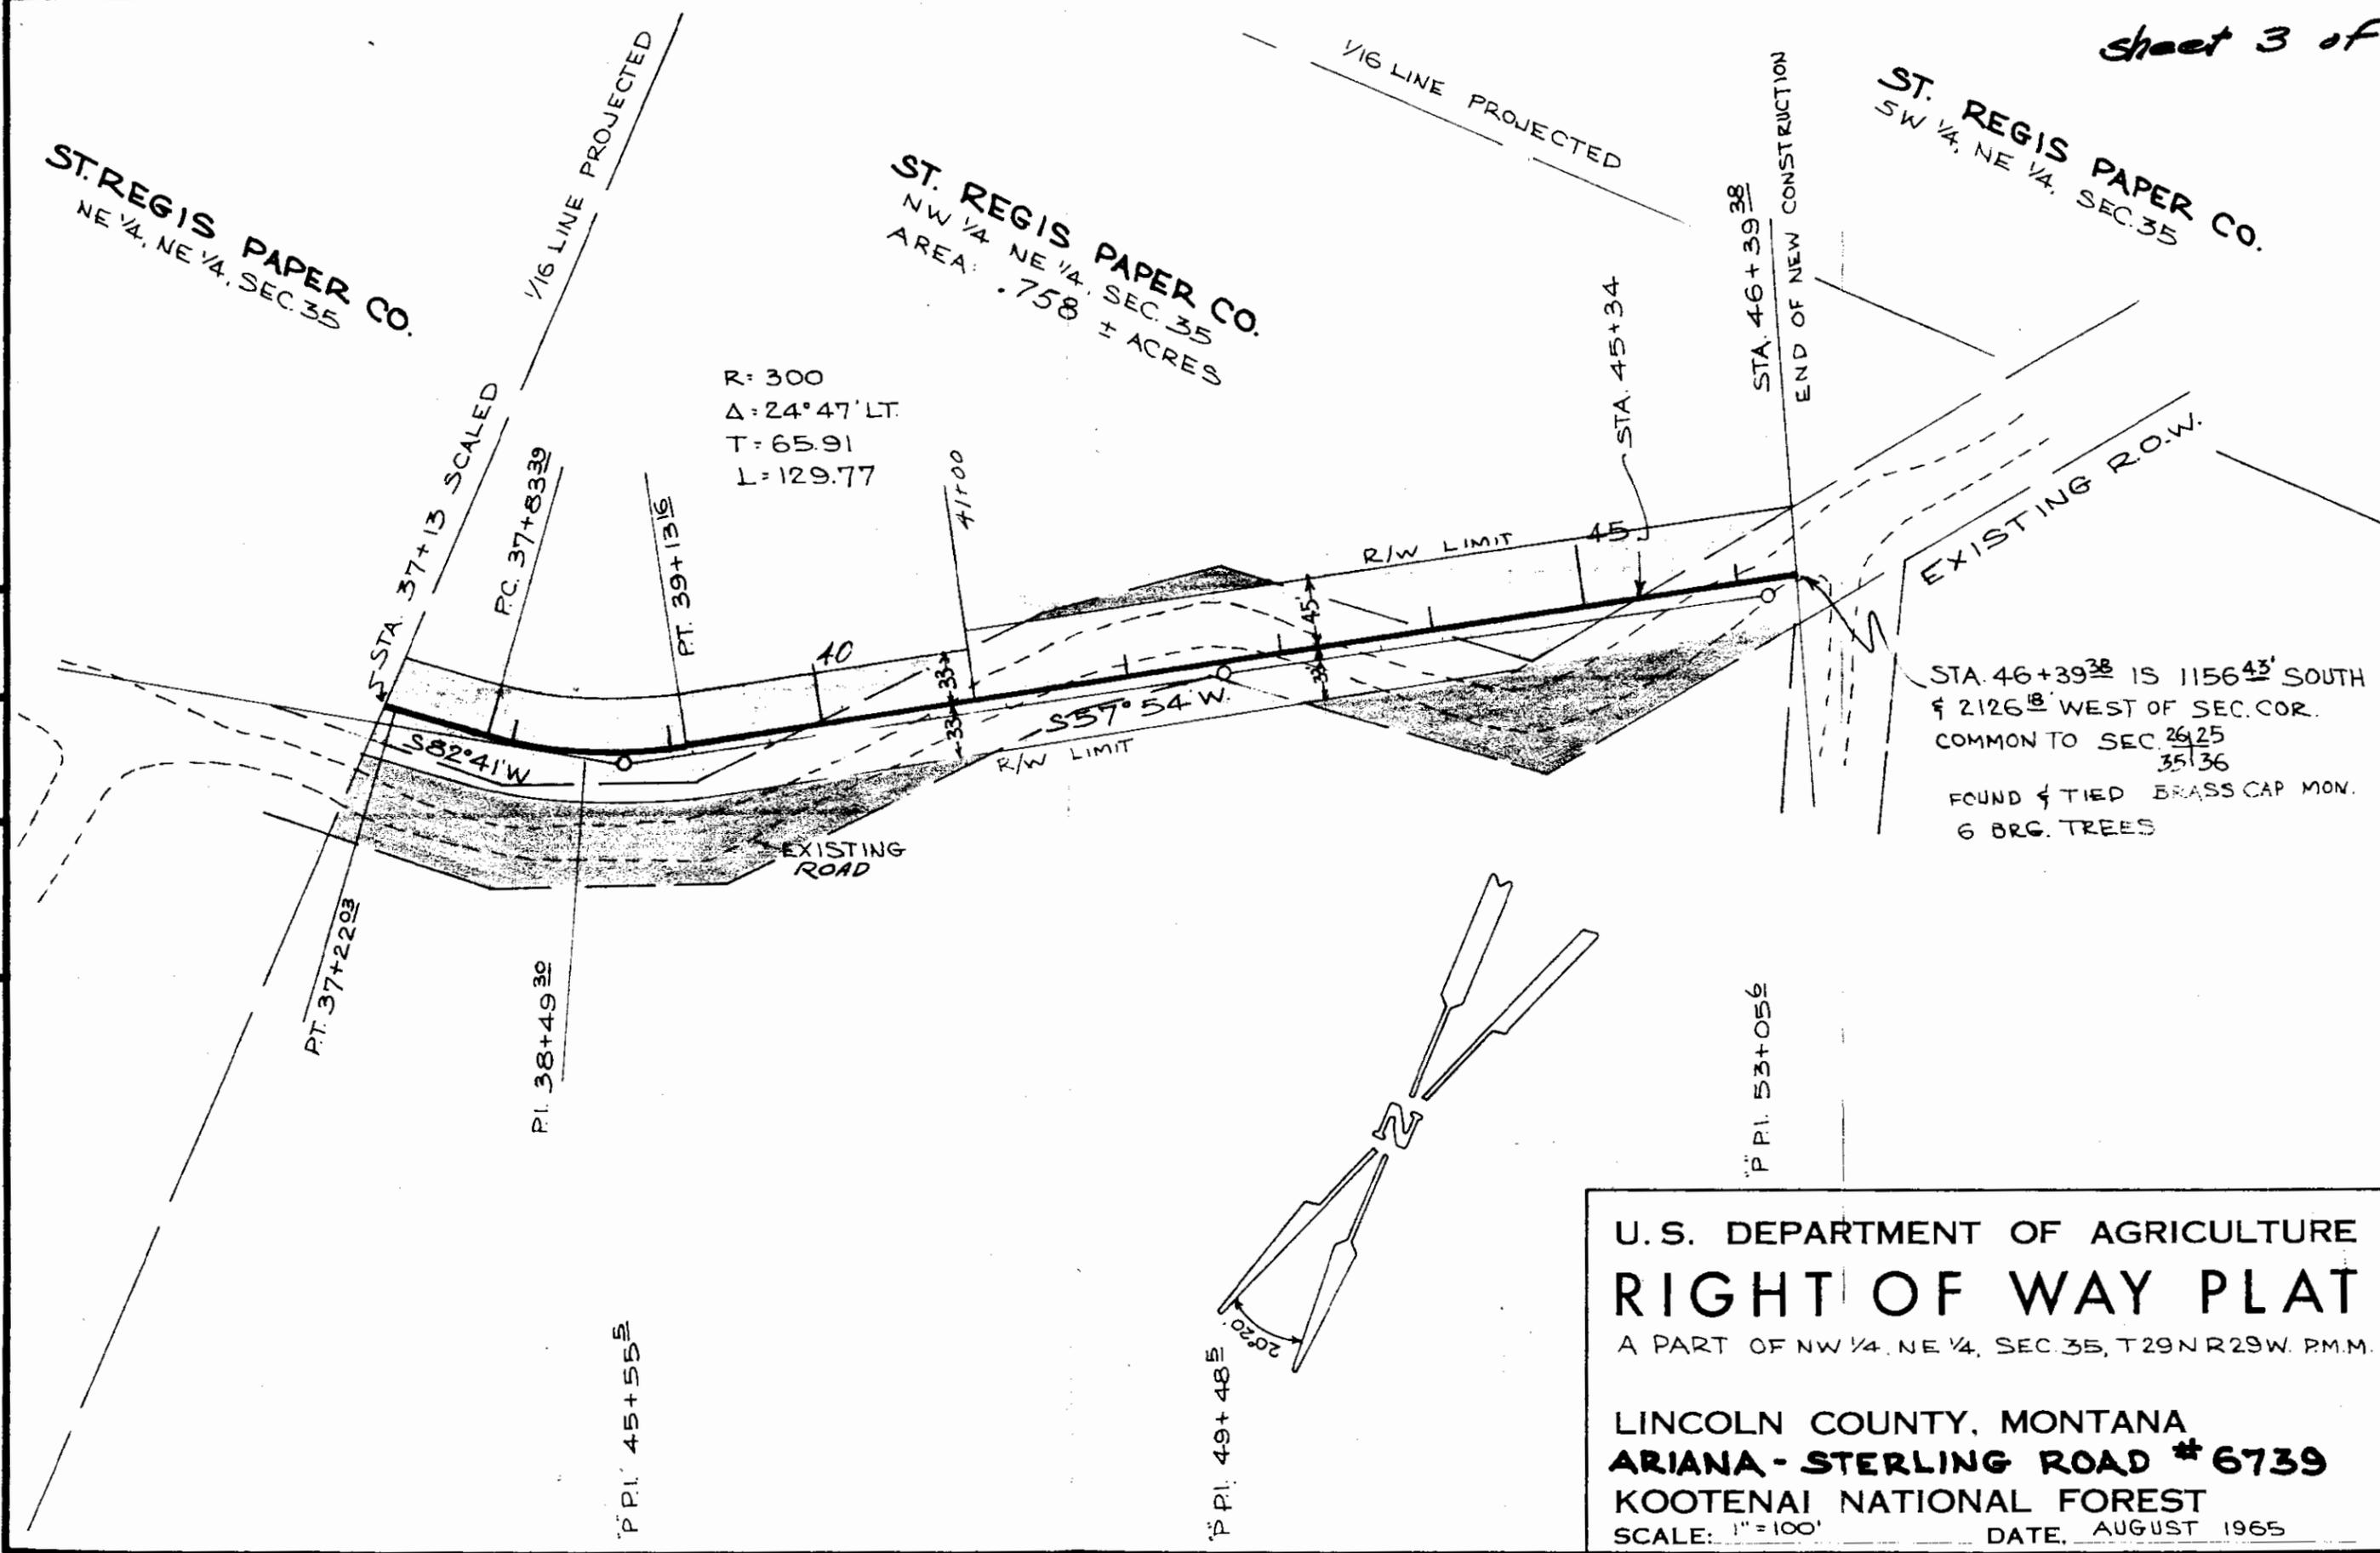 sheet 3 of
ST. REGIS PAPER CO.
NE 1/4, NE 1/4, SEC. 35
1/16 LINE PROJECTED
STA. 37+13 SCALED
ST. REGIS PAPER CO.
NW 1/4 NE 1/4, SEC. 35
AREA: .758 ± ACRES
1/16 LINE PROJECTED
ST. REGIS PAPER CO.
SW 1/4, NE 1/4, SEC. 35
STA. 46+39 38
END OF NEW CONSTRUCTION
STA. 45+34
R= 300
Δ= 24°47' LT.
T= 65.91
L= 129.77
P.C. 37+83 39
P.T. 39+13 16
41+00
40
45
R/W LIMIT
45'
33'
33'
33'
33'
S82°41'W
S57°54'W.
R/W LIMIT
EXISTING
ROAD
EXISTING R.O.W.
STA. 46+39 38 IS 1156 43' SOUTH
& 2126 18' WEST OF SEC. COR.
COMMON TO SEC. 26 25
35 36
FOUND & TIED BRASS CAP MON.
6 BRG. TREES
P.T. 37+22 03
P.I. 38+49 30
"P" P.I. 45+55 5
"P" P.I. 49+48 5
"P" P.I. 53+05 6
N
20°20'
U.S. DEPARTMENT OF AGRICULTURE
RIGHT OF WAY PLAT
A PART OF NW 1/4, NE 1/4, SEC. 35, T29N R29W. P.M.M.
LINCOLN COUNTY, MONTANA
ARIANA - STERLING ROAD # 6739
KOOTENAI NATIONAL FOREST
SCALE: 1"=100' DATE, AUGUST 1965